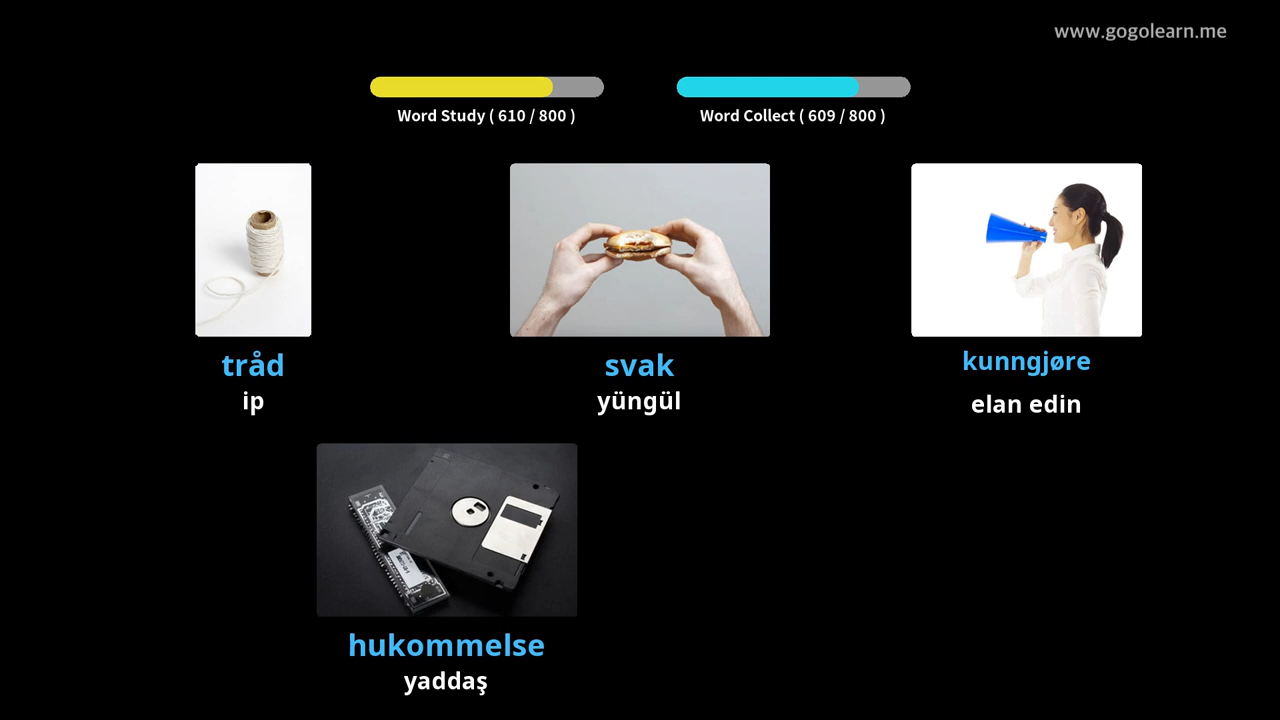 www.gogolearn.me
Word Study ( 610 / 800 )
Word Collect ( 609 / 800 )
tråd
ip
svak
yüngül
kunngjøre
elan edin
hukommelse
yaddaş